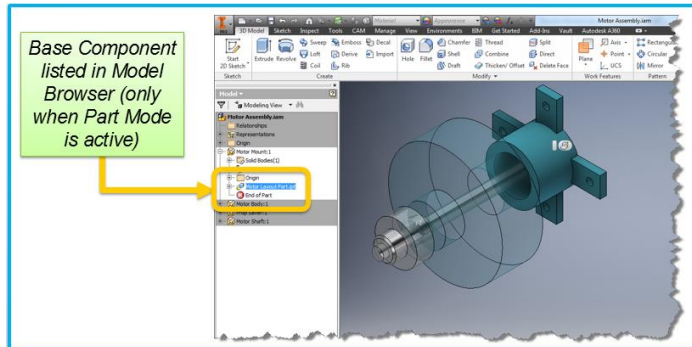 Base Component
listed in Model
Browser (only
when Part Mode
is active)
Material
Appearance
Motor Assembly.iam
3D Model Sketch Inspect Tools CAM Manage View Environments BIM Get Started Add-Ins Vault Autodesk A360
Start
2D Sketch
Extrude Revolve
Sweep Emboss Decal
Loft Derive Import
Coil Rib
Hole Fillet
Chamfer Thread Split
Shell Combine Direct
Draft Thicken/ Offset Delete Face
Plane
Axis
Point
UCS
Rectangular
Circular
Mirror
Sketch Create Modify Work Features Pattern
Model
Modeling View
Motor Assembly.iam
Relationships
Representations
Origin
Motor Mount:1
Solid Bodies(1)
Origin
Motor Layout Part.ipt
End of Part
Motor Body:1
Motor Shaft:1